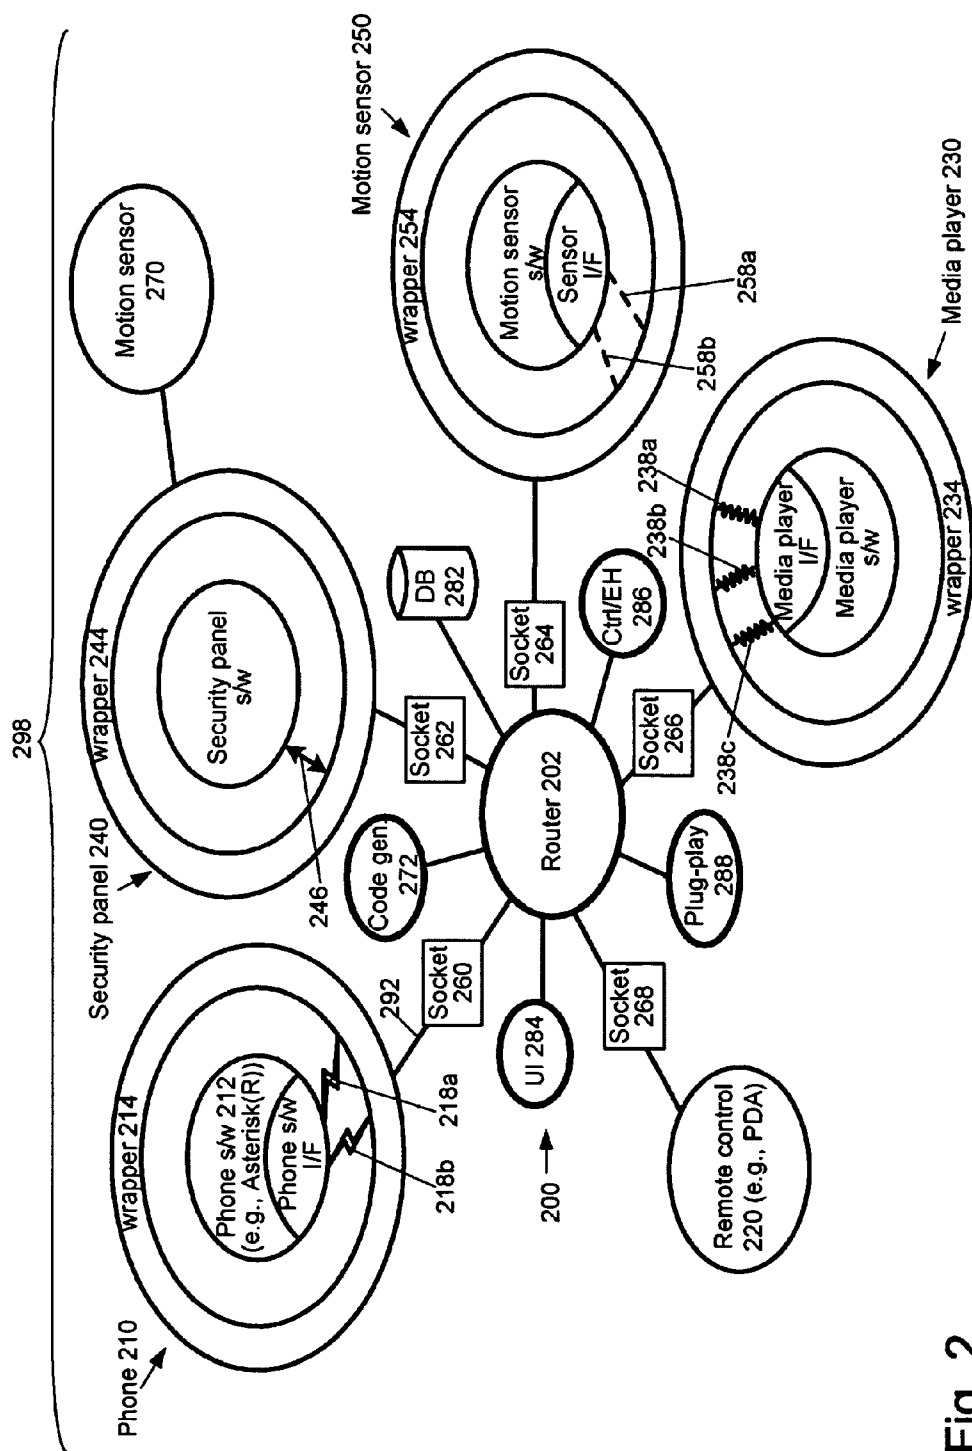 298
Phone 210
wrapper 214
Phone s/w 212
(e.g., Asterisk(R))
Phone s/w
I/F
218a
218b
292
Security panel 240
wrapper 244
Security panel
s/w
246
Motion sensor
270
Motion sensor 250
wrapper 254
Motion sensor
s/w
Sensor
I/F
258a
258b
Socket
260
Code gen.
272
Socket
262
DB
282
Socket
264
Ctrl/EH
286
Router 202
UI 284
200
Socket
268
Plug-play
288
Socket
266
Remote control
220 (e.g., PDA)
238a
238b
238c
Media player
I/F
Media player
s/w
wrapper 234
Media player 230
Fig. 2